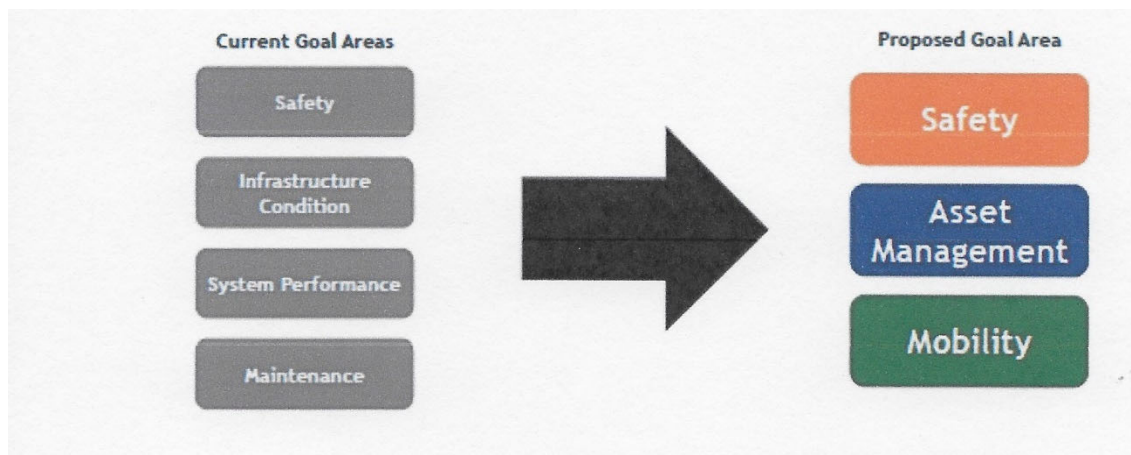 Current Goal Areas
Safety
Infrastructure
Condition
System Performance
Maintenance
Proposed Goal Area
Safety
Asset
Management
Mobility